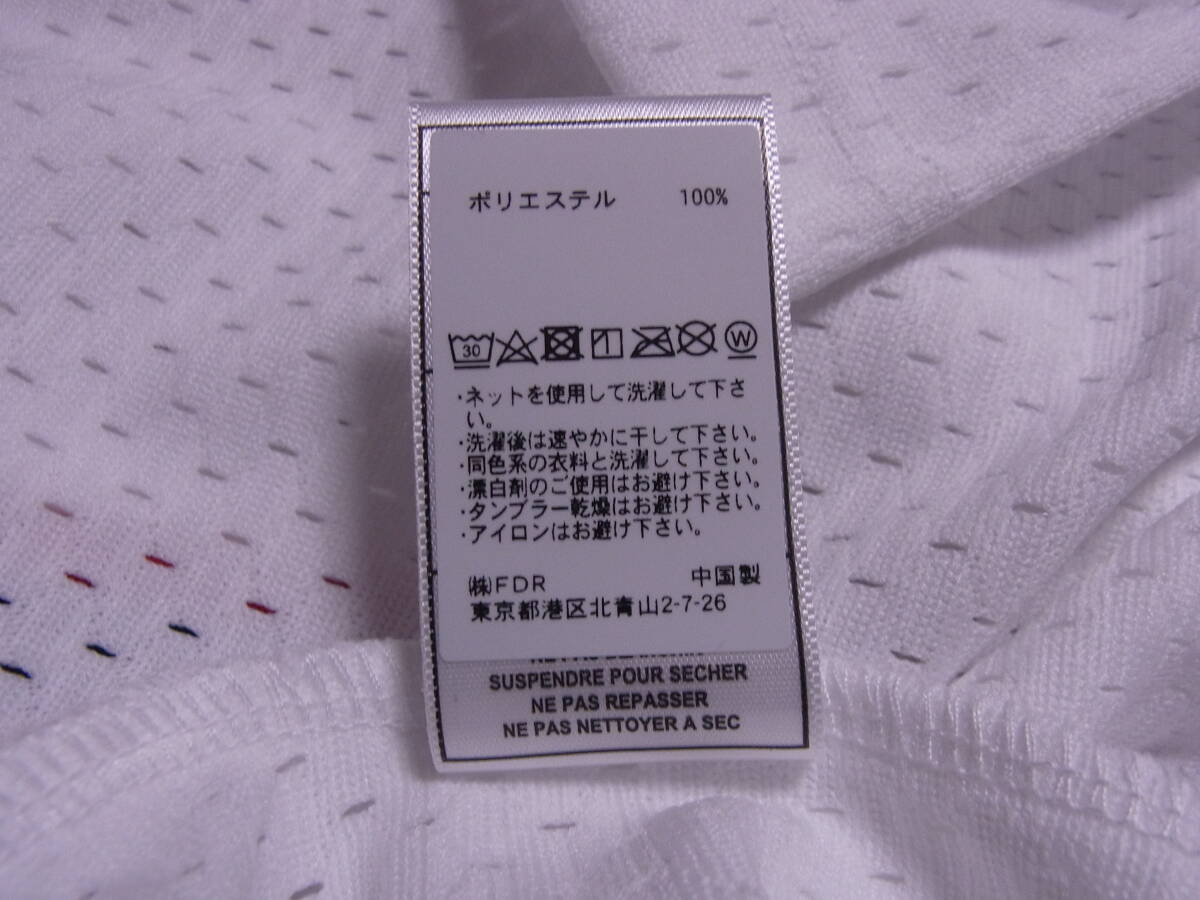 ポリエステル 100%
30 W
・ネットを使用して洗濯して下さ
い。
・洗濯後は速やかに干して下さい。
・同色系の衣料と洗濯して下さい。
・漂白剤のご使用はお避け下さい。
・タンブラー乾燥はお避け下さい。
・アイロンはお避け下さい。
㈱FDR 中国製
東京都港区北青山2-7-26
SUSPENDRE POUR SECHER
NE PAS REPASSER
NE PAS NETTOYER A SEC